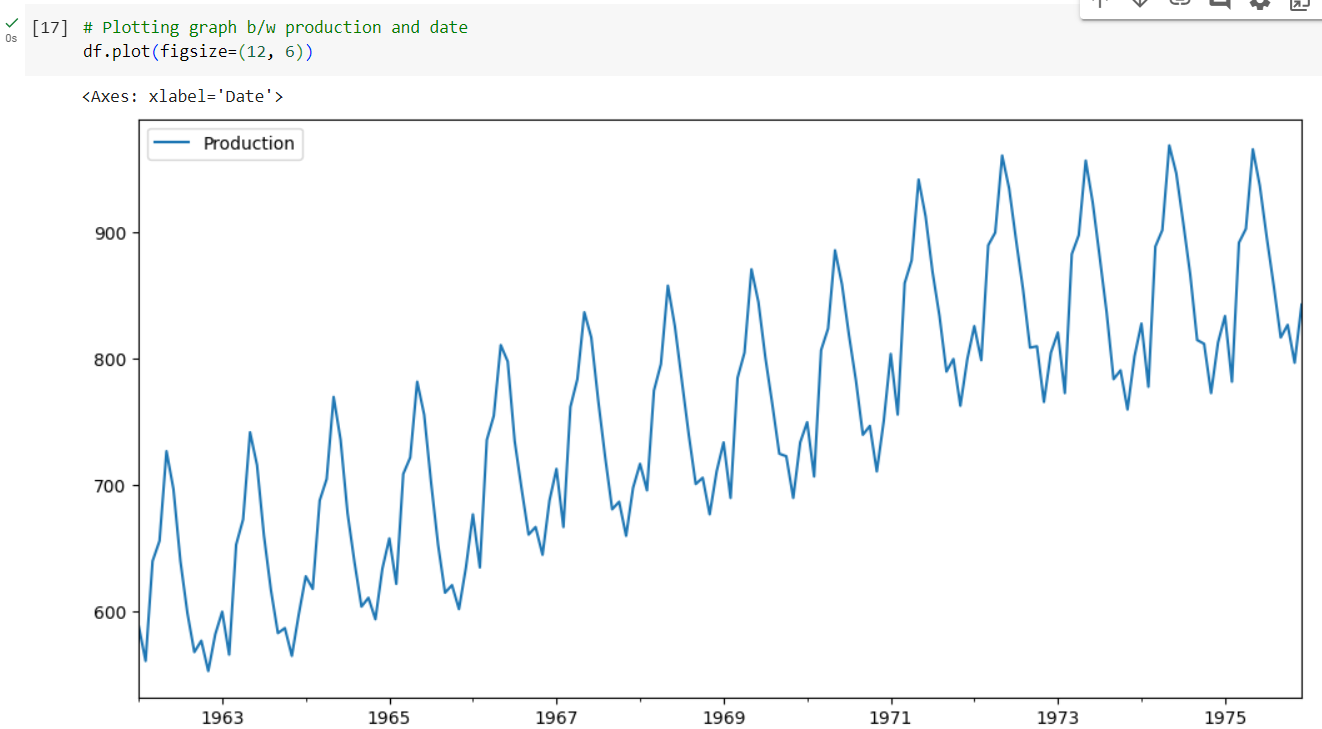 [17] # Plotting graph b/w production and date
df.plot(figsize=(12, 6))
0s
<Axes: xlabel='Date'>
Production
900
800
700
600
1963 1965 1967 1969 1971 1973 1975